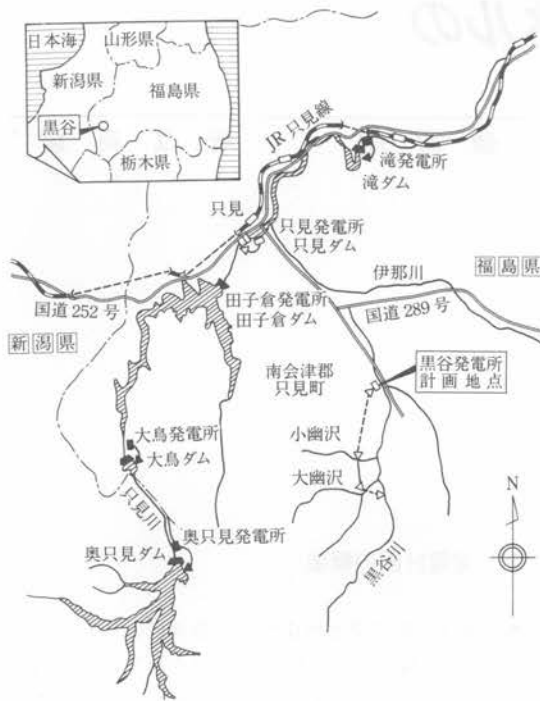 日本海
山形県
新潟県
福島県
黒谷
栃木県
JR只見線
滝発電所
滝ダム
只見
只見発電所
只見ダム
伊那川
福島県
田子倉発電所
田子倉ダム
国道252号
国道289号
新潟県
南会津郡
只見町
黒谷発電所
計画地点
大鳥発電所
大鳥ダム
小幽沢
大幽沢
只見川
奥只見発電所
奥只見ダム
黒谷川
N